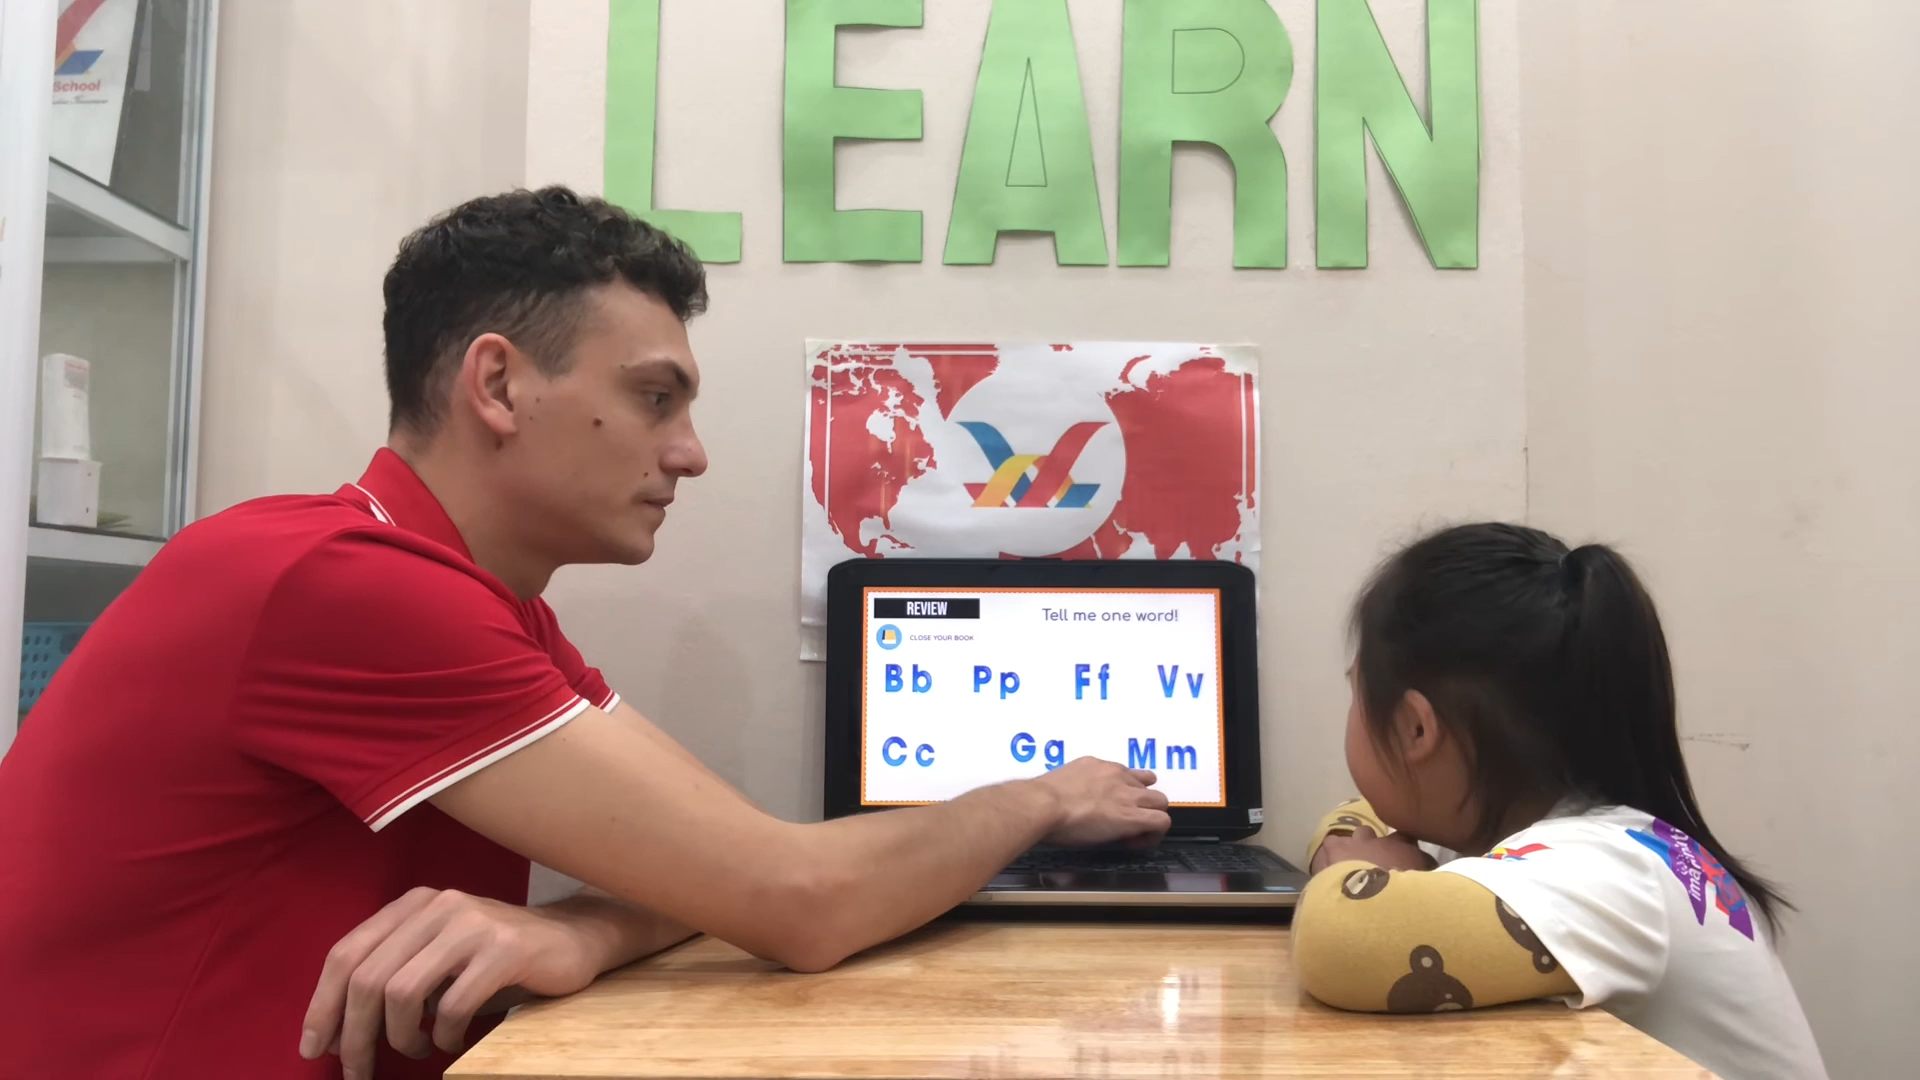 LEARN
School
REVIEW
Tell me one word!
CLOSE YOUR BOOK
Bb Pp Ff Vv
Cc Gg Mm